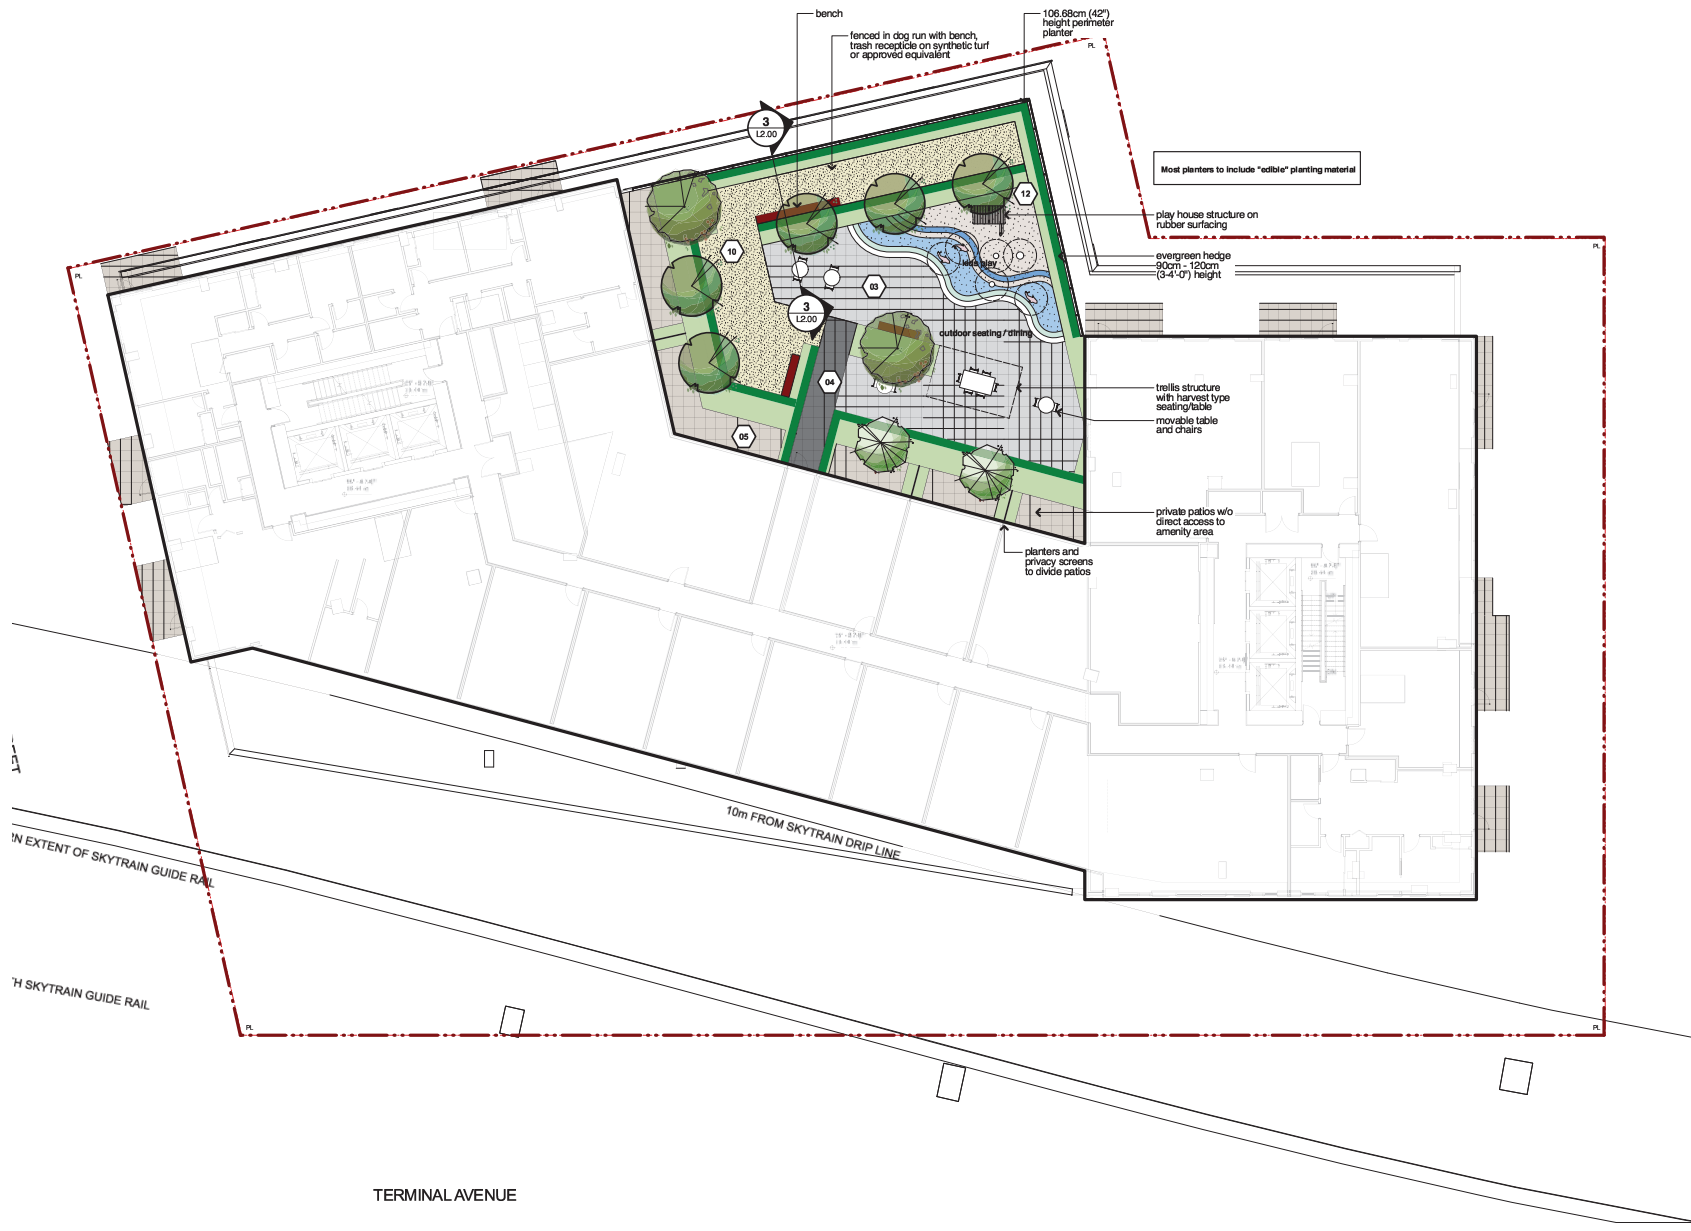 bench
fenced in dog run with bench,
trash recepticle on synthetic turf
or approved equivalent
106.68cm (42")
height perimeter
planter
PL
3
L2.00
Most planters to include "edible" planting material
12
play house structure on
rubber surfacing
PL
10
evergreen hedge
90cm - 120cm
(3-4'-0") height
kids play
PL
03
3
L2.00
outdoor seating / dining
04
trellis structure
with harvest type
seating/table
movable table
and chairs
05
private patios w/o
direct access to
amenity area
planters and
privacy screens
to divide patios
10m FROM SKYTRAIN DRIP LINE
EXTENT OF SKYTRAIN GUIDE RAIL
SKYTRAIN GUIDE RAIL
PL
PL
TERMINAL AVENUE